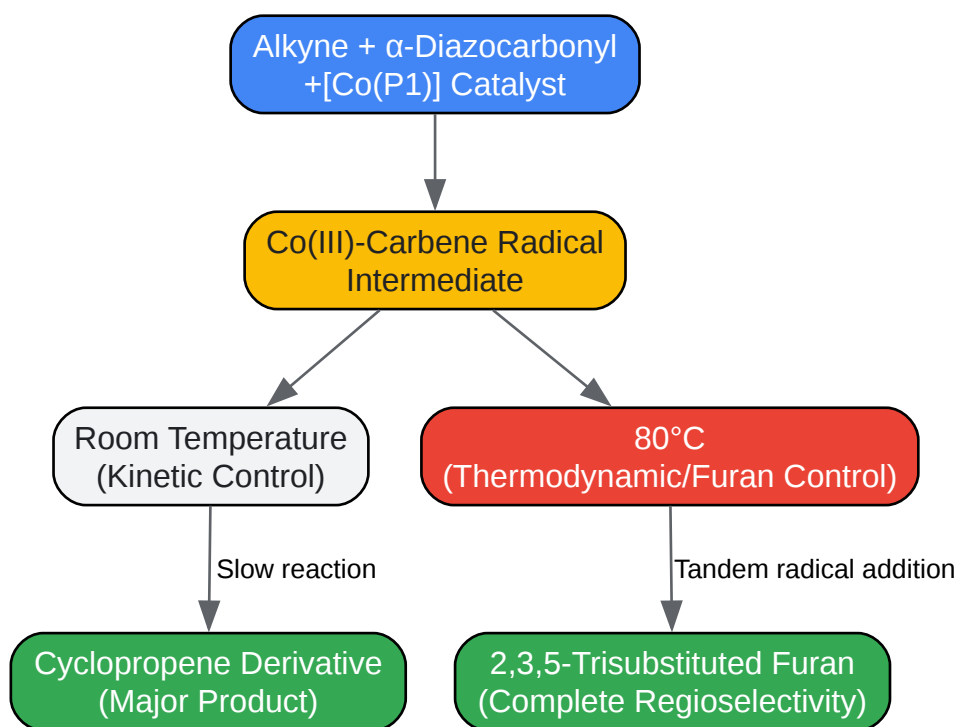 Alkyne + α-Diazocarbonyl
+[Co(P1)] Catalyst
Co(III)-Carbene Radical
Intermediate
Room Temperature
(Kinetic Control)
80°C
(Thermodynamic/Furan Control)
Slow reaction
Tandem radical addition
Cyclopropene Derivative
(Major Product)
2,3,5-Trisubstituted Furan
(Complete Regioselectivity)